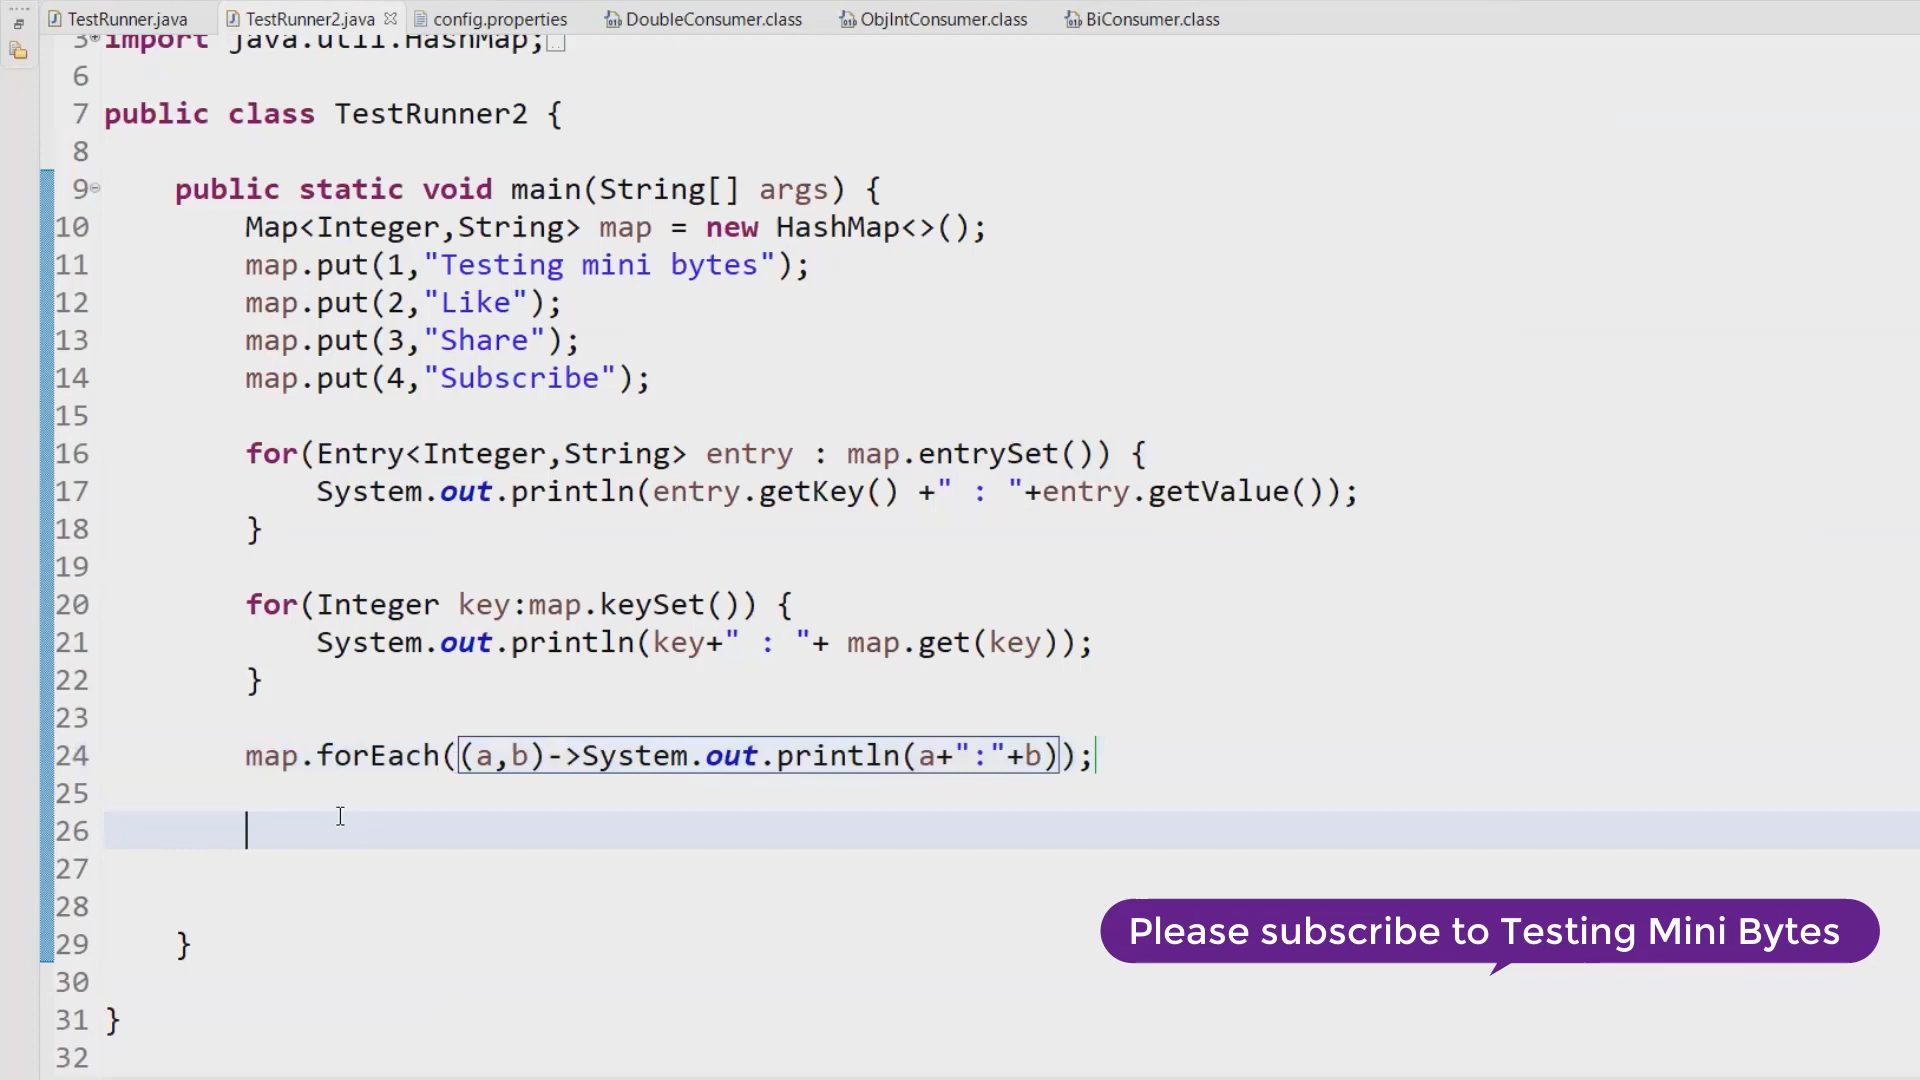 TestRunner.java TestRunner2.java config.properties DoubleConsumer.class ObjIntConsumer.class BiConsumer.class
3 import java.util.HashMap;
6
7 public class TestRunner2 {
8
9 public static void main(String[] args) {
10 Map<Integer,String> map = new HashMap<>();
11 map.put(1,"Testing mini bytes");
12 map.put(2,"Like");
13 map.put(3,"Share");
14 map.put(4,"Subscribe");
15
16 for(Entry<Integer,String> entry : map.entrySet()) {
17 System.out.println(entry.getKey() +" : "+entry.getValue());
18 }
19
20 for(Integer key:map.keySet()) {
21 System.out.println(key+" : "+ map.get(key));
22 }
23
24 map.forEach((a,b)->System.out.println(a+":"+b));
25
26
27
28
Please subscribe to Testing Mini Bytes
29 }
30
31 }
32